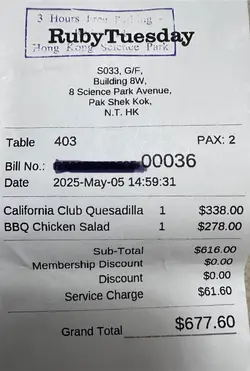 3 Hours Free Parking -
Hong Kong Science Park
RubyTuesday
S033, G/F,
Building 8W,
8 Science Park Avenue,
Pak Shek Kok,
N.T. HK
Table 403 PAX: 2
Bill No.: 00036
Date 2025-May-05 14:59:31
California Club Quesadilla 1 $338.00
BBQ Chicken Salad 1 $278.00
Sub-Total $616.00
Membership Discount $0.00
Discount $0.00
Service Charge $61.60
Grand Total $677.60